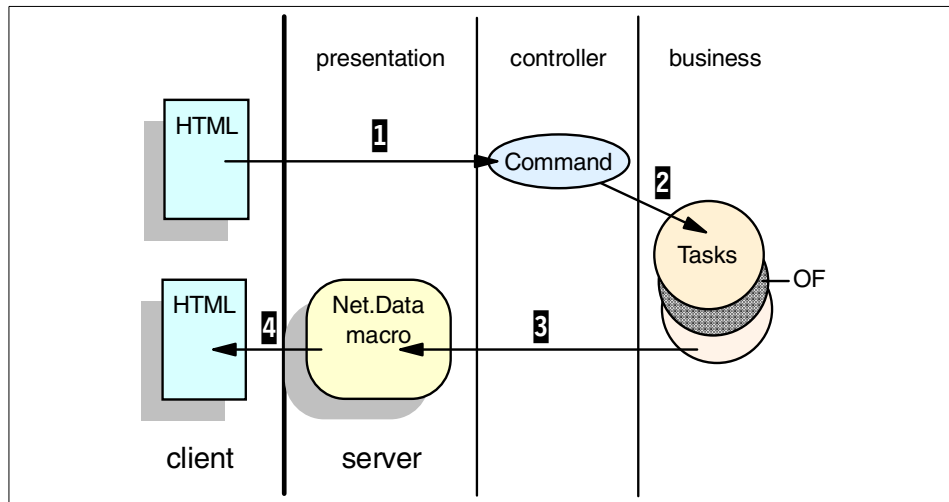 presentation controller business
HTML
1
Command
2
Tasks
OF
HTML
4
Net.Data
macro
3
client server